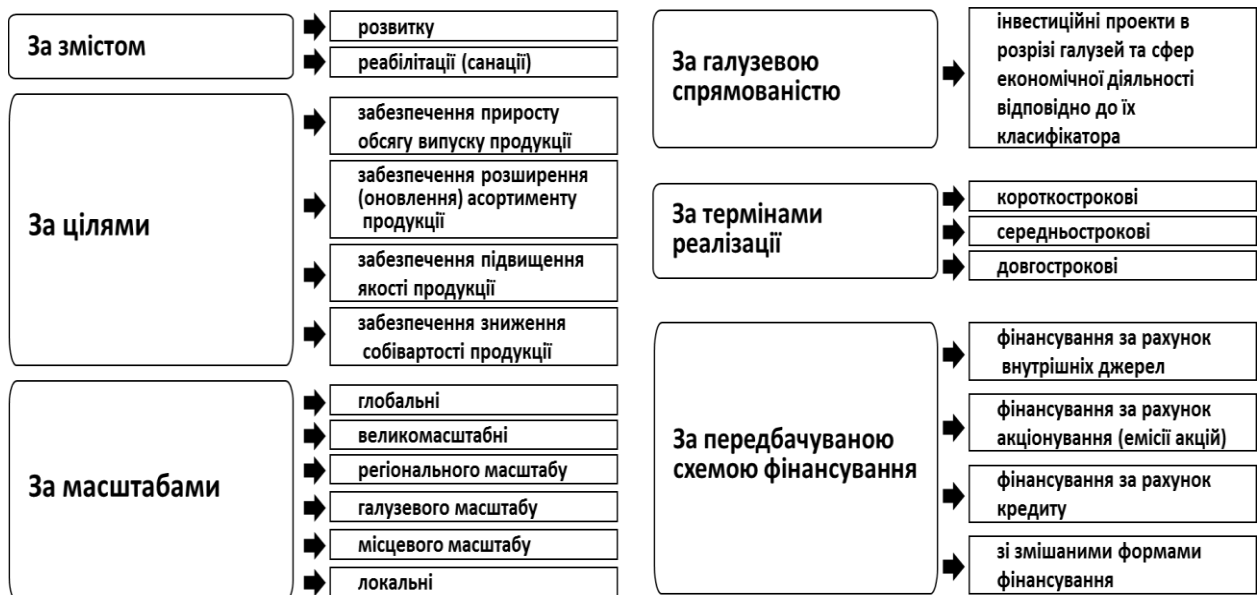 За змістом
розвитку
реабілітації (санації)
За цілями
забезпечення приросту
обсягу випуску продукції
забезпечення розширення
(оновлення) асортименту
продукції
забезпечення підвищення
якості продукції
забезпечення зниження
собівартості продукції
За масштабами
глобальні
великомасштабні
регіонального масштабу
галузевого масштабу
місцевого масштабу
локальні
За галузевою
спрямованістю
інвестиційні проекти в
розрізі галузей та сфер
економічної діяльності
відповідно до їх
класифікатора
За термінами
реалізації
короткострокові
середньострокові
довгострокові
За передбачуваною
схемою фінансування
фінансування за рахунок
внутрішніх джерел
фінансування за рахунок
акціонування (емісії акцій)
фінансування за рахунок
кредиту
зі змішаними формами
фінансування